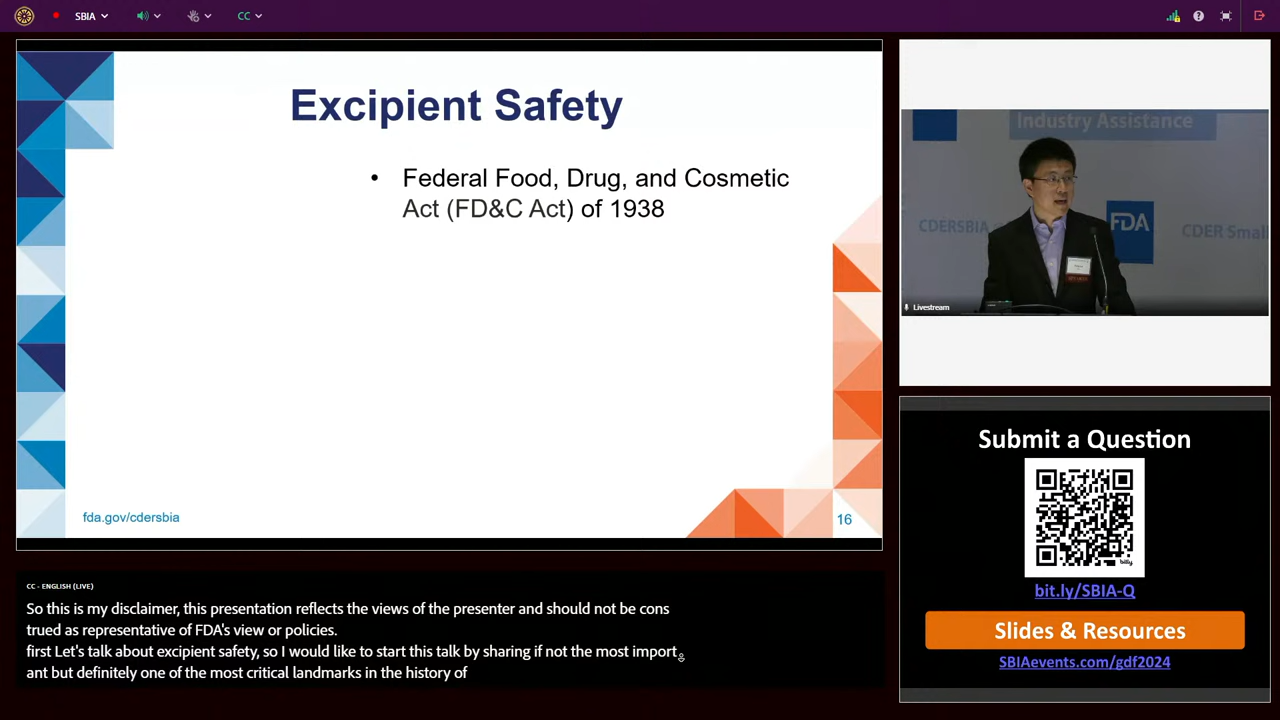 SBIA
CC
Excipient Safety
• Federal Food, Drug, and Cosmetic
Act (FD&C Act) of 1938
fda.gov/cdersbia
16
Industry Assistance
CDERSBIA
FDA
CDER Smal
Livestream
CC - ENGLISH (LIVE)
So this is my disclaimer, this presentation reflects the views of the presenter and should not be cons
trued as representative of FDA's view or policies.
first Let's talk about excipient safety, so I would like to start this talk by sharing if not the most import
ant but definitely one of the most critical landmarks in the history of
Submit a Question
bitly
bit.ly/SBIA-Q
Slides & Resources
SBIAevents.com/gdf2024